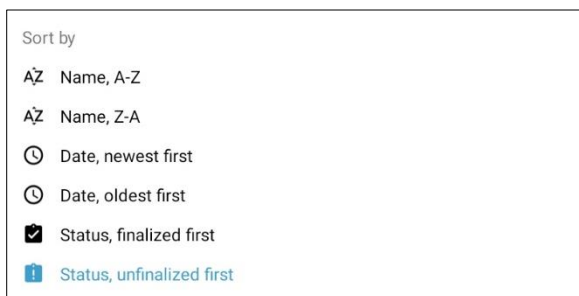 Sort by
Name, A-Z
Name, Z-A
Date, newest first
Date, oldest first
Status, finalized first
Status, unfinalized first